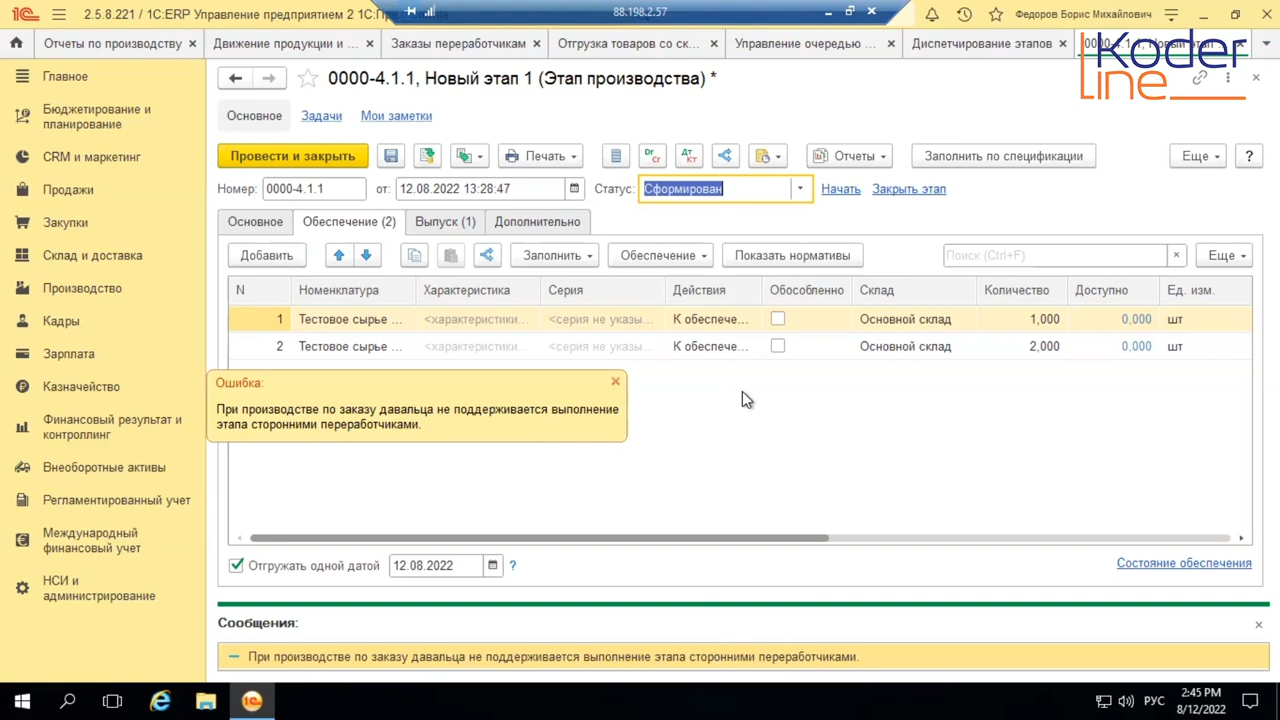 2.5.8.221 / 1С:ERP Управление предприятием 2 1С:Пр
88.198.2.57
Федоров Борис Михайлович
Отчеты по производству
Движение продукции и ...
Заказы переработчикам
Отгрузка товаров со ск...
Управление очередью ...
Диспетчирование этапов
0000-4.1.1, Новый этап
Koder
line
Главное
Бюджетирование и
планирование
CRM и маркетинг
Продажи
Закупки
Склад и доставка
Производство
Кадры
Зарплата
Казначейство
Финансовый результат и
контроллинг
Внеоборотные активы
Регламентированный учет
Международный
финансовый учет
НСИ и
администрирование
0000-4.1.1, Новый этап 1 (Этап производства) *
Основное Задачи Мои заметки
Провести и закрыть Печать Отчеты Заполнить по спецификации Еще ?
Номер: 0000-4.1.1 от: 12.08.2022 13:28:47 Статус: Сформирован Начать Закрыть этап
Основное Обеспечение (2) Выпуск (1) Дополнительно
Добавить Заполнить Обеспечение Показать нормативы Поиск (Ctrl+F) Еще
N Номенклатура Характеристика Серия Действия Обособленно Склад Количество Доступно Ед. изм.
1 Тестовое сырье ... <характеристики... <серия не указы... К обеспече... Основной склад 1,000 0,000 шт
2 Тестовое сырье ... <характеристики... <серия не указы... К обеспече... Основной склад 2,000 0,000 шт
Ошибка:
При производстве по заказу давальца не поддерживается выполнение
этапа сторонними переработчиками.
Отгружать одной датой 12.08.2022 ? Состояние обеспечения
Сообщения:
При производстве по заказу давальца не поддерживается выполнение этапа сторонними переработчиками.
РУС
2:45 PM
8/12/2022